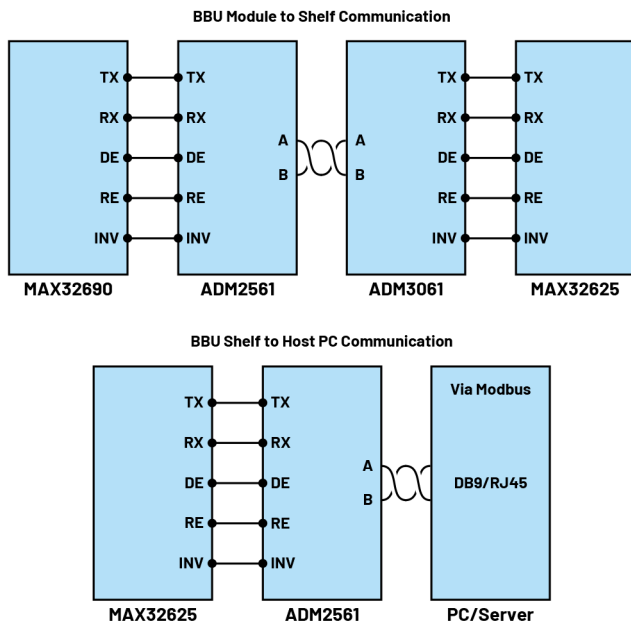 BBU Module to Shelf Communication
TX TX TX TX
RX RX RX RX
A A
DE DE DE DE
B B
RE RE RE RE
INV INV INV INV
MAX32690 ADM2561 ADM3061 MAX32625
BBU Shelf to Host PC Communication
Via Modbus
TX TX
RX RX
A
DE DE DB9/RJ45
B
RE RE
INV INV
MAX32625 ADM2561 PC/Server